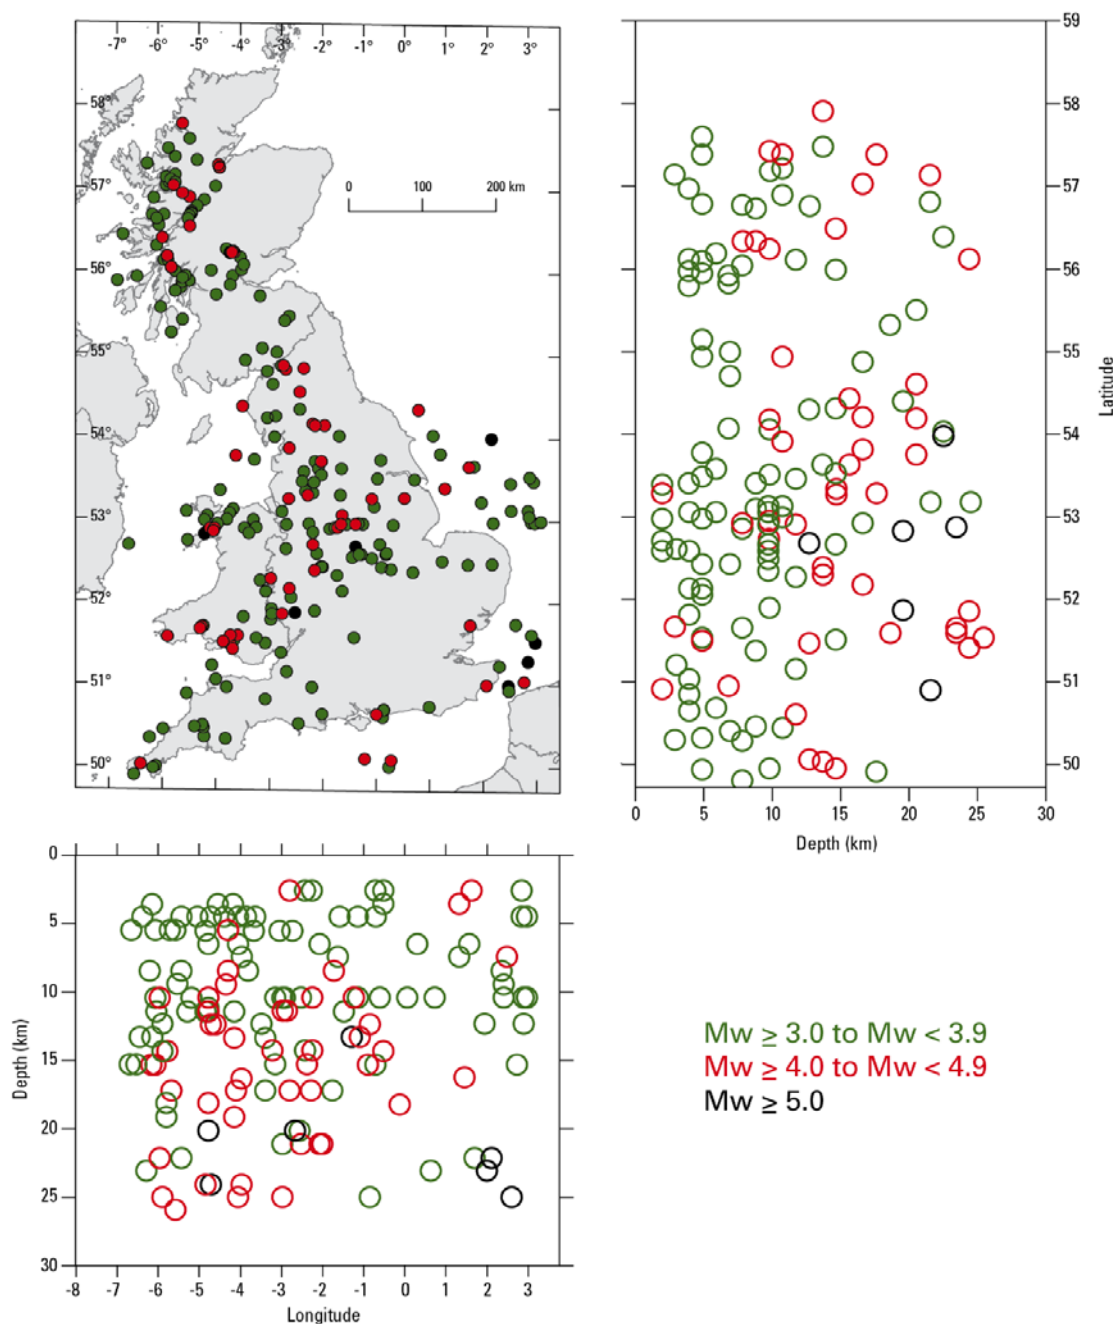 -7° -6° -5° -4° -3° -2° -1° 0° 1° 2° 3°
58°
57°
56°
55°
54°
53°
52°
51°
50°
0 100 200 km
59
58
57
56
55
54
53
52
51
50
Latitude
0 5 10 15 20 25 30
Depth (km)
0
5
10
15
20
25
30
Depth (km)
-8 -7 -6 -5 -4 -3 -2 -1 0 1 2 3
Longitude
Mw ≥ 3.0 to Mw < 3.9
Mw ≥ 4.0 to Mw < 4.9
Mw ≥ 5.0